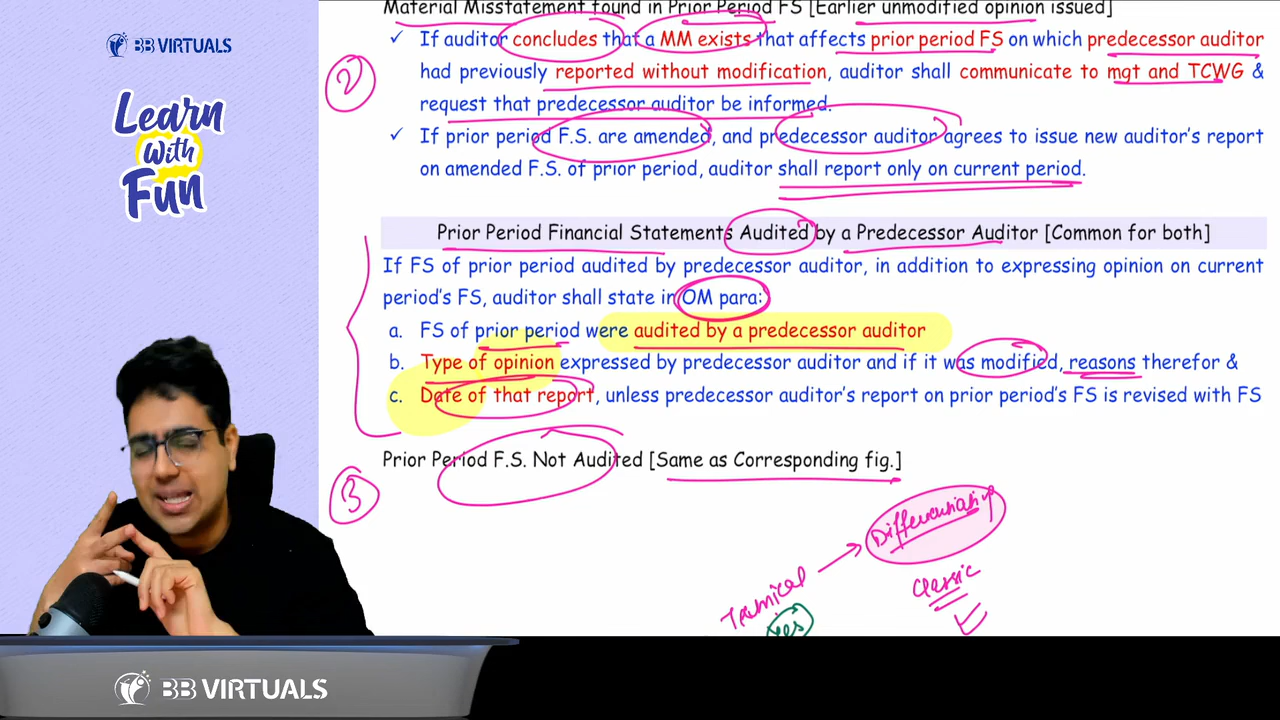 BB VIRTUALS
Learn
With
Fun
Material Misstatement found in Prior Period FS [Earlier unmodified opinion issued]
2
✓ If auditor concludes that a MM exists that affects prior period FS on which predecessor auditor
had previously reported without modification, auditor shall communicate to mgt and TCWG &
request that predecessor auditor be informed.
✓ If prior period F.S. are amended, and predecessor auditor agrees to issue new auditor's report
on amended F.S. of prior period, auditor shall report only on current period.
Prior Period Financial Statements Audited by a Predecessor Auditor [Common for both]
If FS of prior period audited by predecessor auditor, in addition to expressing opinion on current
period's FS, auditor shall state in OM para:
a. FS of prior period were audited by a predecessor auditor
b. Type of opinion expressed by predecessor auditor and if it was modified, reasons therefor &
c. Date of that report, unless predecessor auditor's report on prior period's FS is revised with FS
Prior Period F.S. Not Audited [Same as Corresponding fig.]
3
Technical
Yes
Classic
BB VIRTUALS